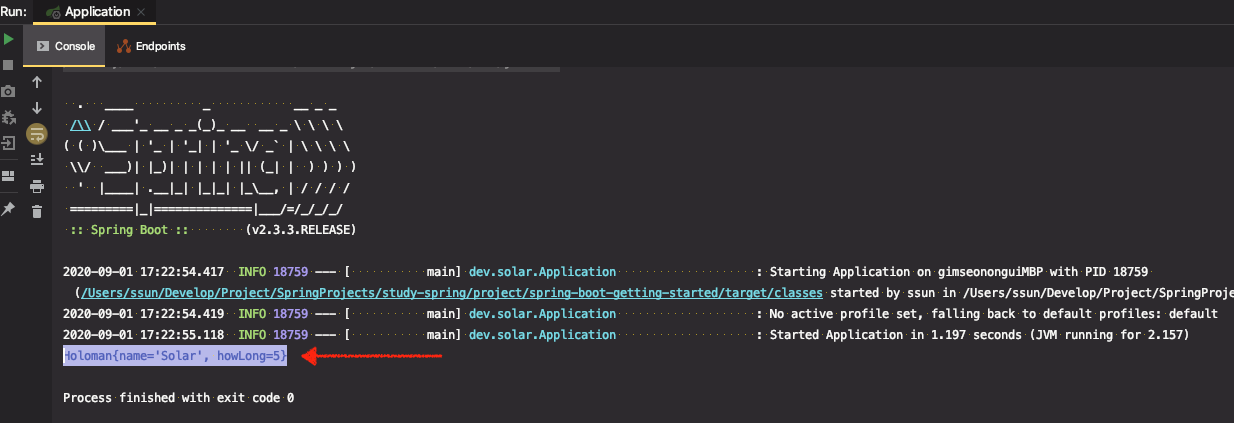 Run: Application
Console Endpoints
  .   ____          _            __ _ _
 /\\ / ___'_ __ _ _(_)_ __  __ _ \ \ \ \
( ( )\___ | '_ | '_| | '_ \/ _` | \ \ \ \
 \\/  ___)| |_)| | | | | || (_| |  ) ) ) )
  '  |____| .__|_| |_|_| |_\__, | / / / /
 =========|_|==============|___/=/_/_/_/
 :: Spring Boot ::        (v2.3.3.RELEASE)
2020-09-01 17:22:54.417  INFO 18759 --- [           main] dev.solar.Application                    : Starting Application on gimseononguiMBP with PID 18759
(/Users/ssun/Develop/Project/SpringProjects/study-spring/project/spring-boot-getting-started/target/classes started by ssun in /Users/ssun/Develop/Project/SpringProje
2020-09-01 17:22:54.419  INFO 18759 --- [           main] dev.solar.Application                    : No active profile set, falling back to default profiles: default
2020-09-01 17:22:55.118  INFO 18759 --- [           main] dev.solar.Application                    : Started Application in 1.197 seconds (JVM running for 2.157)
Holoman{name='Solar', howLong=5}
Process finished with exit code 0